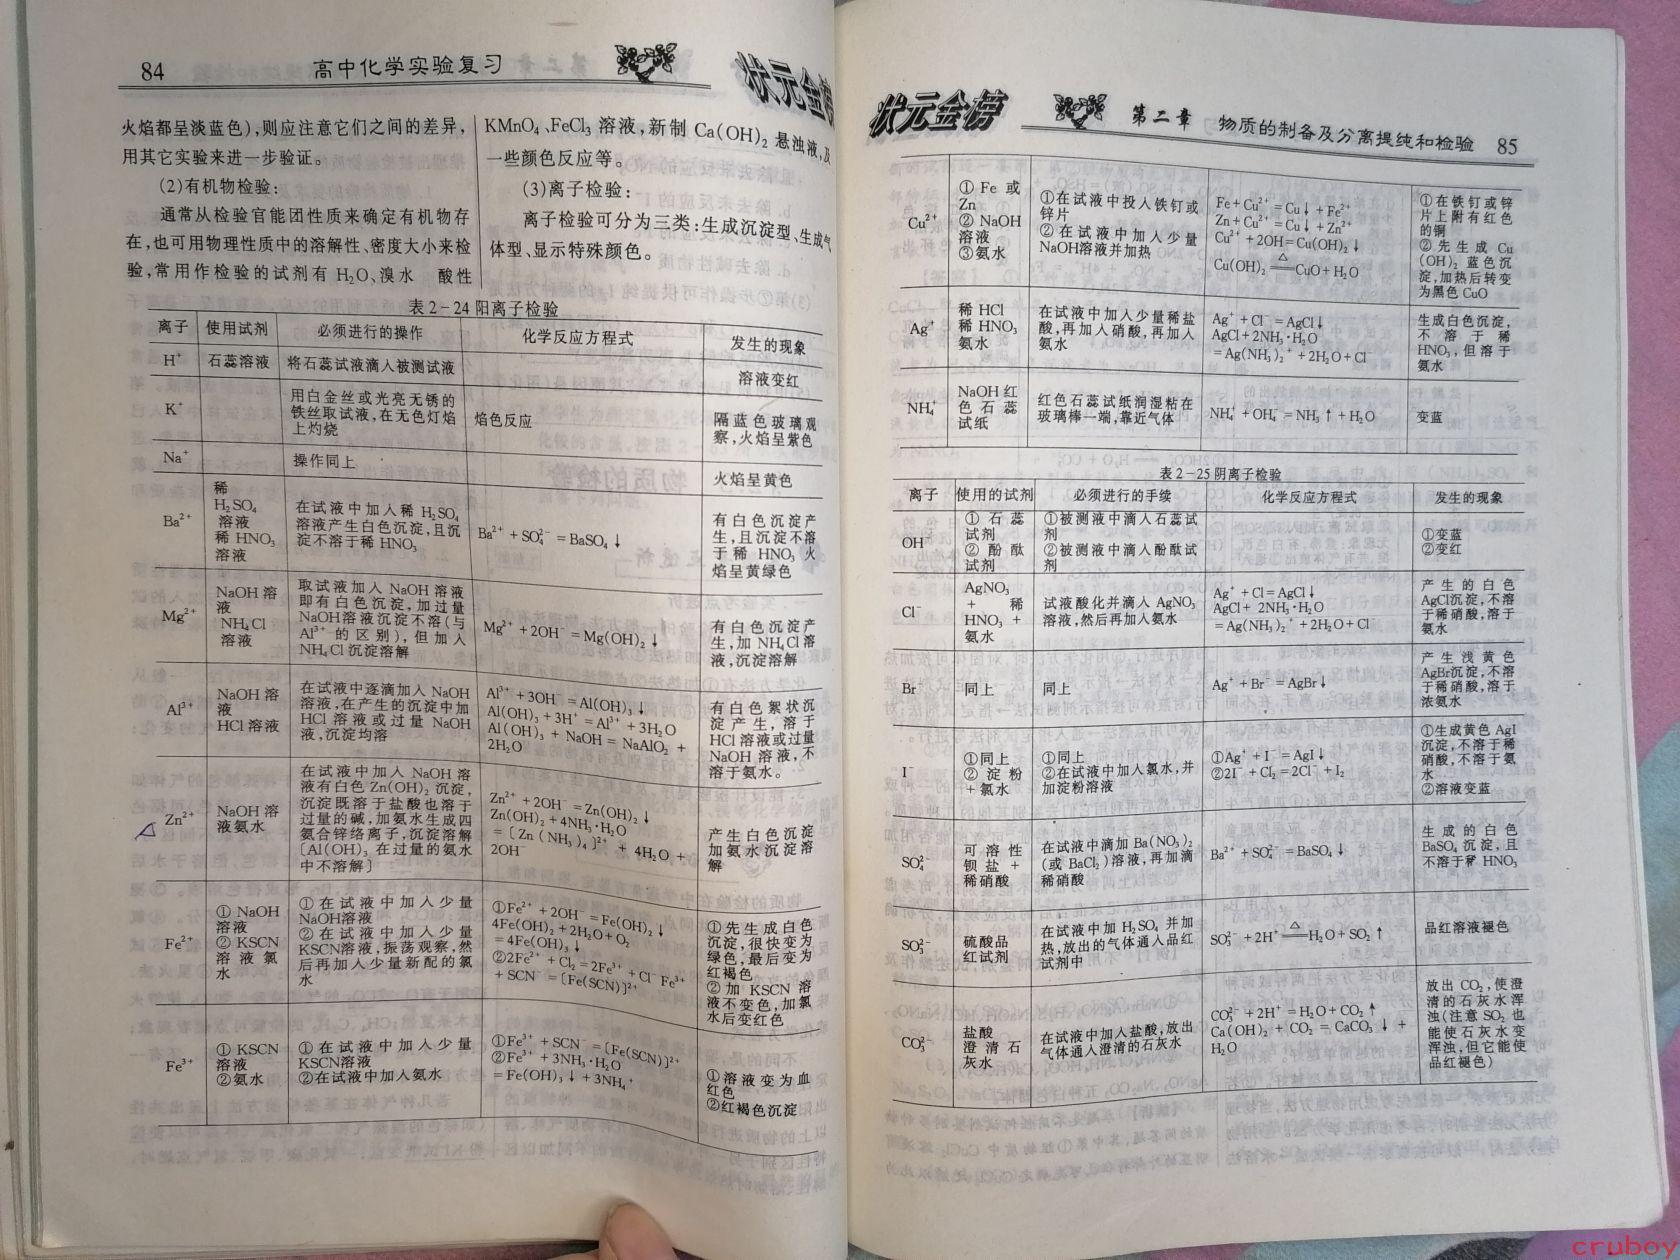 84 高中化学实验复习 状元金榜
火焰都呈淡蓝色),则应注意它们之间的差异,
用其它实验来进一步验证。
(2)有机物检验:
通常从检验官能团性质来确定有机物存
在,也可用物理性质中的溶解性、密度大小来检
验,常用作检验的试剂有 H₂O、溴水 酸性
KMnO₄、FeCl₃ 溶液,新制 Ca(OH)₂ 悬浊液,及
一些颜色反应等。
(3)离子检验:
离子检验可分为三类:生成沉淀型、生成气
体型、显示特殊颜色。
表 2－24 阳离子检验
离子 使用试剂 必须进行的操作 化学反应方程式 发生的现象
H⁺ 石蕊溶液 将石蕊试液滴入被测试液 溶液变红
K⁺
用白金丝或光亮无锈的
铁丝取试液,在无色灯焰
上灼烧
焰色反应
隔蓝色玻璃观
察,火焰呈紫色
Na⁺ 操作同上 火焰呈黄色
Ba²⁺
稀
H₂SO₄
溶液
稀 HNO₃
溶液
在试液中加入稀 H₂SO₄
溶液产生白色沉淀,且沉
淀不溶于稀 HNO₃
Ba²⁺ + SO₄²⁻ = BaSO₄↓
有白色沉淀产
生,且沉淀不溶
于稀 HNO₃ 火
焰呈黄绿色
Mg²⁺
NaOH 溶
液
NH₄Cl
溶液
取试液加入 NaOH 溶液
即有白色沉淀,加过量
NaOH溶液沉淀不溶(与
Al³⁺ 的区别),但加入
NH₄Cl 沉淀溶解
Mg²⁺ + 2OH⁻ = Mg(OH)₂↓
有白色沉淀产
生,加 NH₄Cl 溶
液,沉淀溶解
Al³⁺
NaOH 溶
液
HCl 溶液
在试液中逐滴加入 NaOH
溶液,在产生的沉淀中加
HCl 溶液或过量 NaOH
液,沉淀均溶
Al³⁺ + 3OH⁻ = Al(OH)₃↓
Al(OH)₃ + 3H⁺ = Al³⁺ + 3H₂O
Al(OH)₃ + NaOH = NaAlO₂ +
2H₂O
有白色絮状沉
淀产生,溶于
HCl 溶液或过量
NaOH 溶液,不
溶于氨水。
Zn²⁺
NaOH 溶
液氨水
在试液中加入 NaOH 溶
液有白色 Zn(OH)₂ 沉淀,
沉淀既溶于盐酸也溶于
过量的碱,加氨水生成四
氨合锌络离子,沉淀溶解
〔Al(OH)₃ 在过量的氨水
中不溶解〕
Zn²⁺ + 2OH⁻ = Zn(OH)₂↓
Zn(OH)₂ + 4NH₃·H₂O
=〔Zn(NH₃)₄〕²⁺ + 4H₂O +
2OH⁻
产生白色沉淀
加氨水沉淀溶
解
Fe²⁺
① NaOH
溶液
② KSCN
溶液氯
水
①在试液中加入少量
NaOH溶液
②在试液中加入少量
KSCN溶液,振荡观察,然
后再加入少量新配的氯
水
①Fe²⁺ + 2OH⁻ = Fe(OH)₂↓
4Fe(OH)₂ + 2H₂O + O₂
= 4Fe(OH)₃↓
②2Fe²⁺ + Cl₂ = 2Fe³⁺ + Cl⁻ Fe³⁺
+ SCN⁻ =〔Fe(SCN)〕²⁺
①先生成白色
沉淀,很快变为
绿色,最后变为
红褐色
②加 KSCN 溶
液不变色,加氯
水后变红色
Fe³⁺
① KSCN
溶液
②氨水
①在试液中加入少量
KSCN溶液
②在试液中加入氨水
①Fe³⁺ + SCN⁻ =〔Fe(SCN)〕²⁺
②Fe³⁺ + 3NH₃·H₂O
= Fe(OH)₃↓ + 3NH₄⁺
①溶液变为血
红色
②红褐色沉淀
状元金榜 第二章 物质的制备及分离提纯和检验 85
Cu²⁺
① Fe 或
Zn
② NaOH
溶液
③氨水
①在试液中投入铁钉或
锌片
②在试液中加入少量
NaOH溶液并加热
Fe + Cu²⁺ = Cu↓ + Fe²⁺
Zn + Cu²⁺ = Cu↓ + Zn²⁺
Cu²⁺ + 2OH⁻ = Cu(OH)₂↓
Cu(OH)₂ =△= CuO + H₂O
①在铁钉或锌
片上附有红色
的铜
②先生成 Cu
(OH)₂ 蓝色沉
淀,加热后转变
为黑色 CuO
Ag⁺
稀 HCl
稀 HNO₃
氨水
在试液中加入少量稀盐
酸,再加入硝酸,再加入
氨水
Ag⁺ + Cl⁻ = AgCl↓
AgCl + 2NH₃·H₂O
= Ag(NH₃)₂⁺ + 2H₂O + Cl⁻
生成白色沉淀,
不溶于稀
HNO₃,但溶于
氨水
NH₄⁺
NaOH 红
色石蕊
试纸
红色石蕊试纸润湿粘在
玻璃棒一端,靠近气体
NH₄⁺ + OH⁻ = NH₃↑ + H₂O
变蓝
表 2－25 阴离子检验
离子 使用的试剂 必须进行的手续 化学反应方程式 发生的现象
OH⁻
①石蕊
试剂
②酚酞
试剂
①被测液中滴入石蕊试
剂
②被测液中滴入酚酞试
剂
①变蓝
②变红
Cl⁻
AgNO₃
+ 稀
HNO₃ +
氨水
试液酸化并滴入 AgNO₃
溶液,然后再加入氨水
Ag⁺ + Cl⁻ = AgCl↓
AgCl + 2NH₃·H₂O
= Ag(NH₃)₂⁺ + 2H₂O + Cl⁻
产生的白色
AgCl沉淀,不溶
于稀硝酸,溶于
氨水
Br⁻ 同上 同上 Ag⁺ + Br⁻ = AgBr↓
产生浅黄色
AgBr沉淀,不溶
于稀硝酸,溶于
浓氨水
I⁻
①同上
②淀粉
+ 氯水
①同上
②在试液中加入氯水,并
加淀粉溶液
①Ag⁺ + I⁻ = AgI↓
②2I⁻ + Cl₂ = 2Cl⁻ + I₂
①生成黄色 AgI
沉淀,不溶于稀
硝酸,不溶于氨
水
②溶液变蓝
SO₄²⁻
可溶性
钡盐 +
稀硝酸
在试液中滴加 Ba(NO₃)₂
(或 BaCl₂)溶液,再加滴
稀硝酸
Ba²⁺ + SO₄²⁻ = BaSO₄↓
生成的白色
BaSO₄ 沉淀,且
不溶于稀 HNO₃
SO₃²⁻
硫酸品
红试剂
在试液中加 H₂SO₄ 并加
热,放出的气体通入品红
试剂中
SO₃²⁻ + 2H⁺ =△= H₂O + SO₂↑
品红溶液褪色
CO₃²⁻
盐酸
澄清石
灰水
在试液中加入盐酸,放出
气体通入澄清的石灰水
CO₃²⁻ + 2H⁺ = H₂O + CO₂↑
Ca(OH)₂ + CO₂ = CaCO₃↓ +
H₂O
放出 CO₂,使澄
清的石灰水浑
浊(注意 SO₂ 也
能使石灰水变
浑浊,但它能使
品红褪色)
cruboy